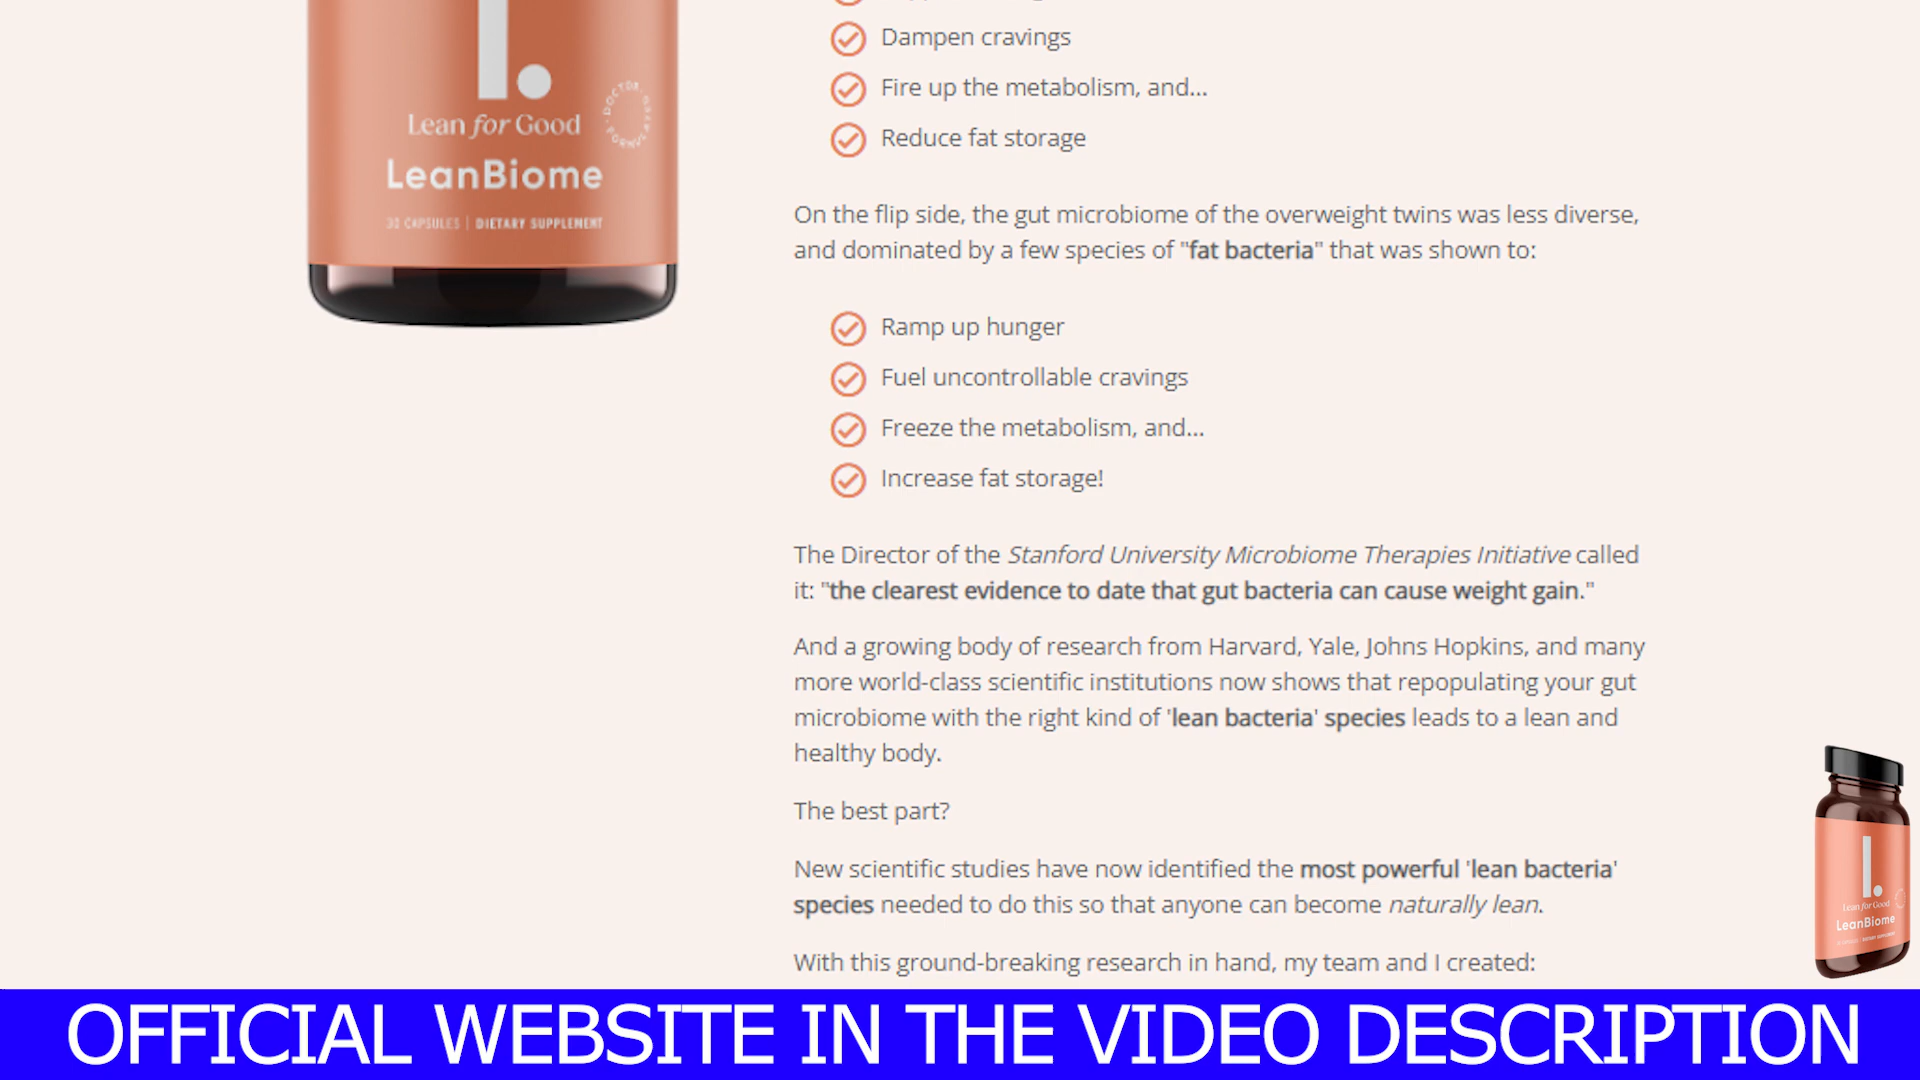 Dampen cravings
Fire up the metabolism, and...
Reduce fat storage
l.
Lean for Good
DOCTOR FORMULATED
LeanBiome
30 CAPSULES | DIETARY SUPPLEMENT
On the flip side, the gut microbiome of the overweight twins was less diverse,
and dominated by a few species of "fat bacteria" that was shown to:
Ramp up hunger
Fuel uncontrollable cravings
Freeze the metabolism, and...
Increase fat storage!
The Director of the Stanford University Microbiome Therapies Initiative called
it: "the clearest evidence to date that gut bacteria can cause weight gain."
And a growing body of research from Harvard, Yale, Johns Hopkins, and many
more world-class scientific institutions now shows that repopulating your gut
microbiome with the right kind of 'lean bacteria' species leads to a lean and
healthy body.
The best part?
New scientific studies have now identified the most powerful 'lean bacteria'
species needed to do this so that anyone can become naturally lean.
With this ground-breaking research in hand, my team and I created:
l.
Lean for Good
LeanBiome
OFFICIAL WEBSITE IN THE VIDEO DESCRIPTION